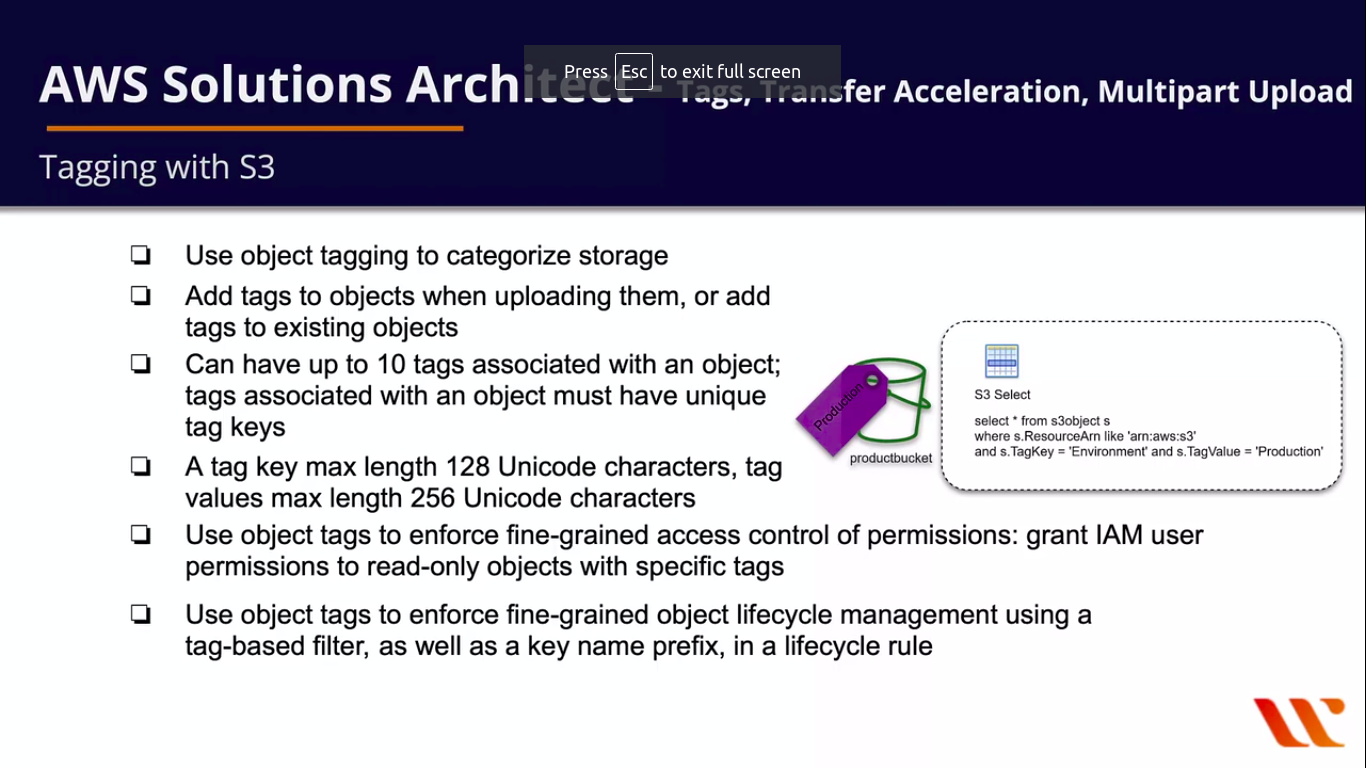 Press Esc to exit full screen
AWS Solutions Architect - Tags, Transfer Acceleration, Multipart Upload
Tagging with S3
❏ Use object tagging to categorize storage
❏ Add tags to objects when uploading them, or add
tags to existing objects
❏ Can have up to 10 tags associated with an object;
tags associated with an object must have unique
tag keys
❏ A tag key max length 128 Unicode characters, tag
values max length 256 Unicode characters
❏ Use object tags to enforce fine-grained access control of permissions: grant IAM user
permissions to read-only objects with specific tags
❏ Use object tags to enforce fine-grained object lifecycle management using a
tag-based filter, as well as a key name prefix, in a lifecycle rule
Production
productbucket
S3 Select
select * from s3object s
where s.ResourceArn like 'arn:aws:s3'
and s.TagKey = 'Environment' and s.TagValue = 'Production'